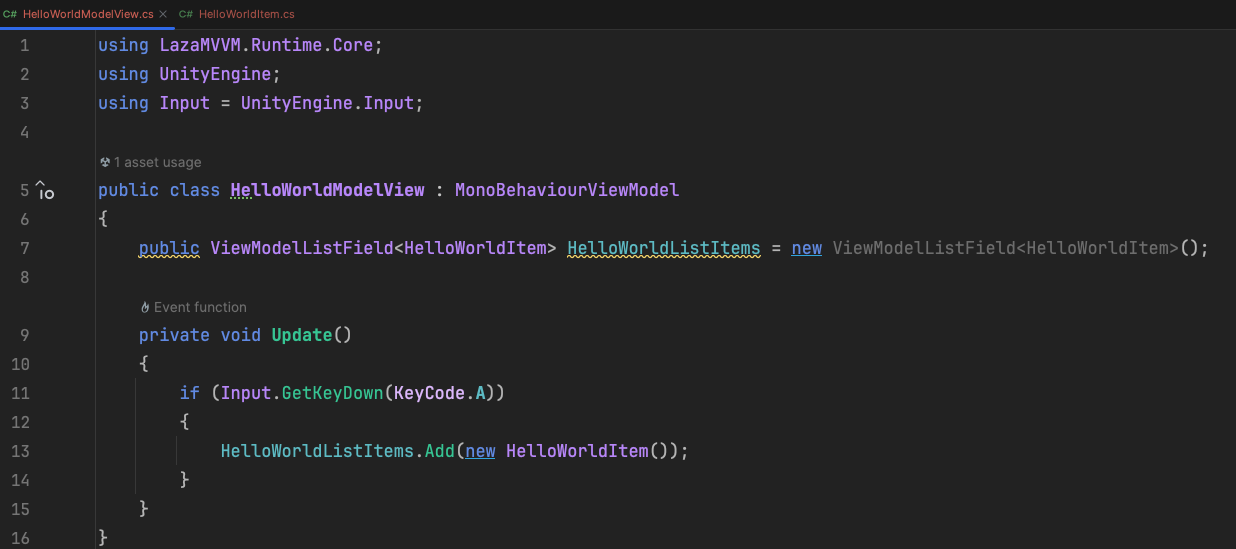 C# HelloWorldModelView.cs × C# HelloWorldItem.cs
1 using LazaMVVM.Runtime.Core;
2 using UnityEngine;
3 using Input = UnityEngine.Input;
4
1 asset usage
5 public class HelloWorldModelView : MonoBehaviourViewModel
6 {
7 public ViewModelListField<HelloWorldItem> HelloWorldListItems = new ViewModelListField<HelloWorldItem>();
8
Event function
9 private void Update()
10 {
11 if (Input.GetKeyDown(KeyCode.A))
12 {
13 HelloWorldListItems.Add(new HelloWorldItem());
14 }
15 }
16 }